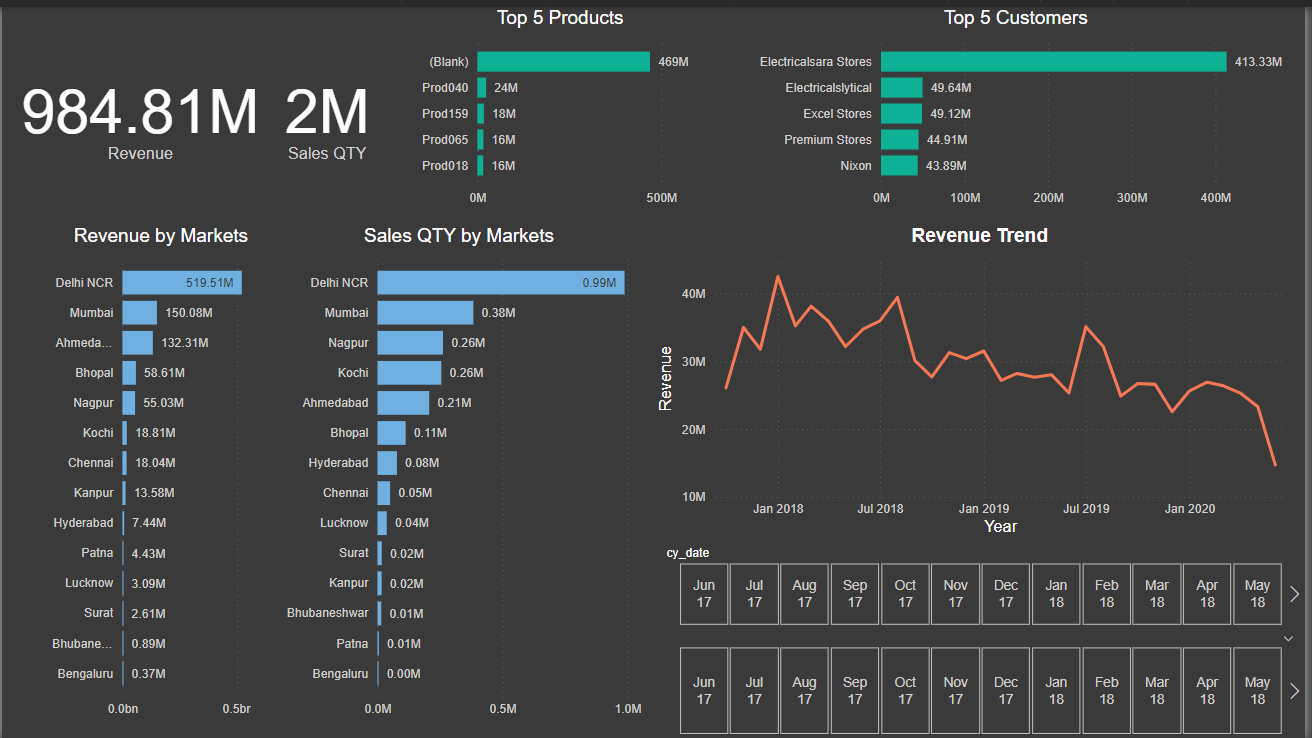 984.81M
Revenue
2M
Sales QTY
Top 5 Products
(Blank) 469M
Prod040 24M
Prod159 18M
Prod065 16M
Prod018 16M
0M 500M
Top 5 Customers
Electricalsara Stores 413.33M
Electricalslytical 49.64M
Excel Stores 49.12M
Premium Stores 44.91M
Nixon 43.89M
0M 100M 200M 300M 400M
Revenue by Markets
Delhi NCR 519.51M
Mumbai 150.08M
Ahmeda... 132.31M
Bhopal 58.61M
Nagpur 55.03M
Kochi 18.81M
Chennai 18.04M
Kanpur 13.58M
Hyderabad 7.44M
Patna 4.43M
Lucknow 3.09M
Surat 2.61M
Bhubane... 0.89M
Bengaluru 0.37M
0.0bn 0.5br
Sales QTY by Markets
Delhi NCR 0.99M
Mumbai 0.38M
Nagpur 0.26M
Kochi 0.26M
Ahmedabad 0.21M
Bhopal 0.11M
Hyderabad 0.08M
Chennai 0.05M
Lucknow 0.04M
Surat 0.02M
Kanpur 0.02M
Bhubaneshwar 0.01M
Patna 0.01M
Bengaluru 0.00M
0.0M 0.5M 1.0M
Revenue Trend
Revenue
40M
30M
20M
10M
Jan 2018 Jul 2018 Jan 2019 Jul 2019 Jan 2020
Year
cy_date
Jun Jul Aug Sep Oct Nov Dec Jan Feb Mar Apr May
17 17 17 17 17 17 17 18 18 18 18 18
Jun Jul Aug Sep Oct Nov Dec Jan Feb Mar Apr May
17 17 17 17 17 17 17 18 18 18 18 18